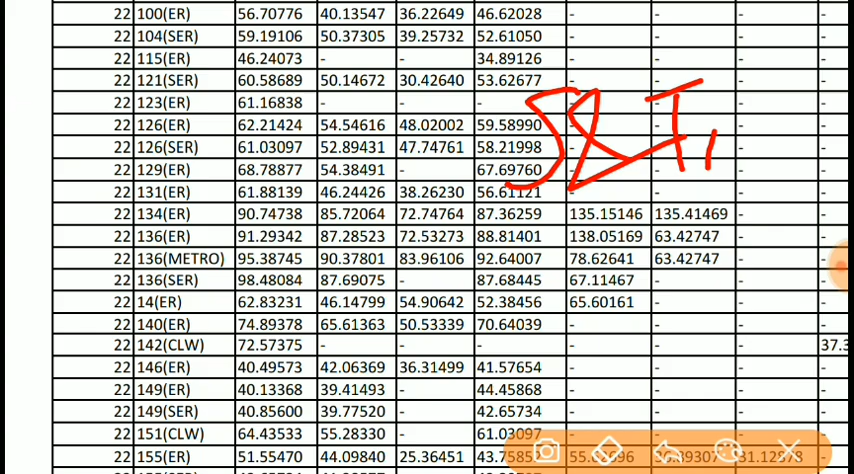 22 100(ER) 56.70776 40.13547 36.22649 46.62028 - - - -
22 104(SER) 59.19106 50.37305 39.25732 52.61050 - - - -
22 115(ER) 46.24073 - - 34.89126 - - - -
22 121(SER) 60.58689 50.14672 30.42640 53.62677 - - - -
22 123(ER) 61.16838 - - - - - - -
22 126(ER) 62.21424 54.54616 48.02002 59.58990 - - - -
22 126(SER) 61.03097 52.89431 47.74761 58.21998 - - - -
22 129(ER) 68.78877 54.38491 - 67.69760 - - - -
22 131(ER) 61.88139 46.24426 38.26230 56.61121 - - - -
22 134(ER) 90.74738 85.72064 72.74764 87.36259 135.15146 135.41469 - -
22 136(ER) 91.29342 87.28523 72.53273 88.81401 138.05169 63.42747 - -
22 136(METRO) 95.38745 90.37801 83.96106 92.64007 78.62641 63.42747 - -
22 136(SER) 98.48084 87.69075 - 87.68445 67.11467 - - -
22 14(ER) 62.83231 46.14799 54.90642 52.38456 65.60161 - - -
22 140(ER) 74.89378 65.61363 50.53339 70.64039 - - - -
22 142(CLW) 72.57375 - - - - - - 37.3
22 146(ER) 40.49573 42.06369 36.31499 41.57654 - - - -
22 149(ER) 40.13368 39.41493 - 44.45868 - - - -
22 149(SER) 40.85600 39.77520 - 42.65734 - - - -
22 151(CLW) 64.43533 55.28330 - 61.03097 - - - -
22 155(ER) 51.55470 44.09840 25.36451 43.7585 31.12873 -